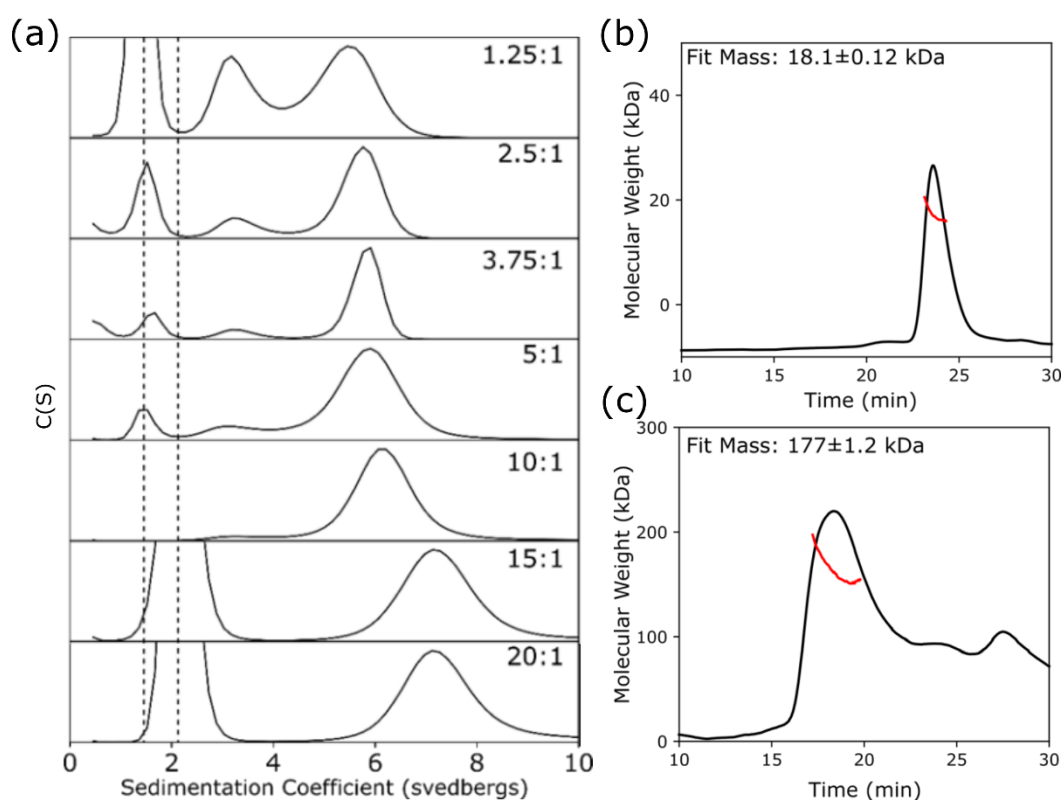 (a)
1.25:1
2.5:1
3.75:1
5:1
10:1
15:1
20:1
C(S)
0 2 4 6 8 10
Sedimentation Coefficient (svedbergs)
(b)
Fit Mass: 18.1±0.12 kDa
40
20
0
Molecular Weight (kDa)
10 15 20 25 30
Time (min)
(c)
Fit Mass: 177±1.2 kDa
300
200
100
0
Molecular Weight (kDa)
10 15 20 25 30
Time (min)